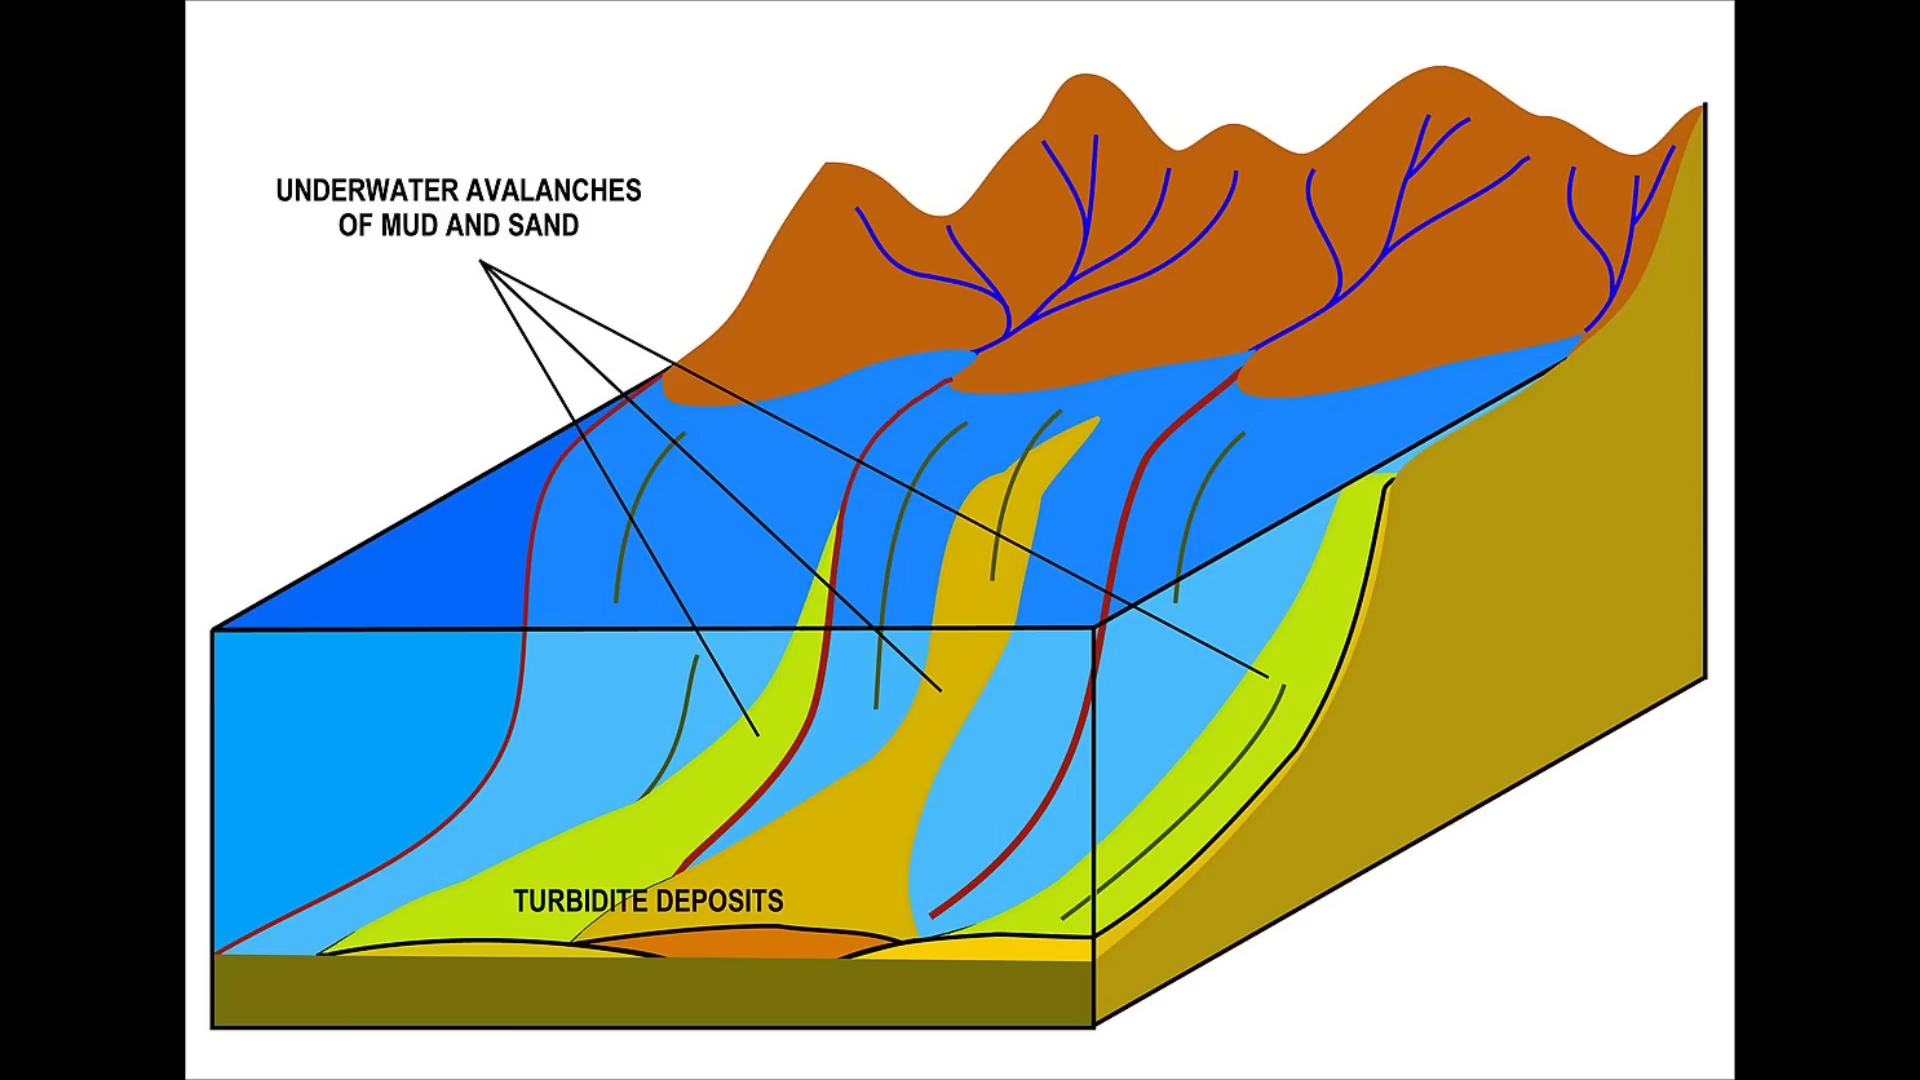 UNDERWATER AVALANCHES
OF MUD AND SAND
TURBIDITE DEPOSITS